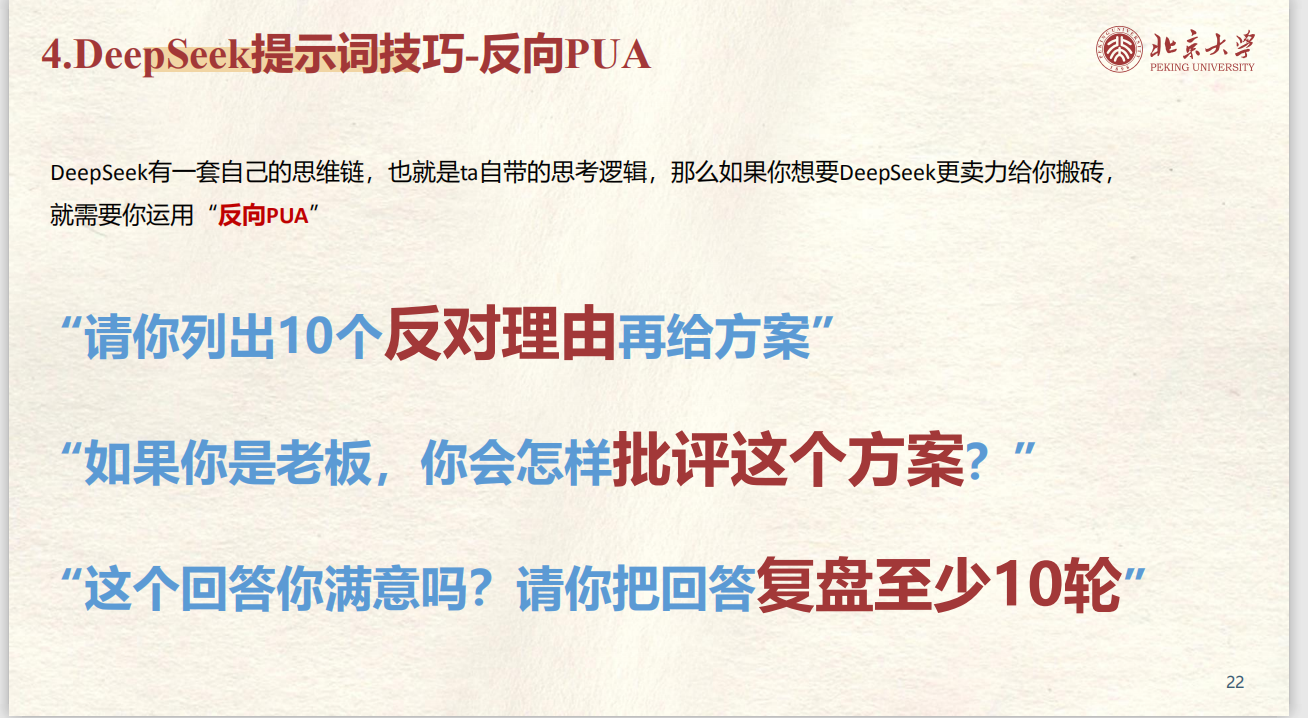 4.DeepSeek提示词技巧-反向PUA
北京大学
PEKING UNIVERSITY
DeepSeek有一套自己的思维链，也就是ta自带的思考逻辑，那么如果你想要DeepSeek更卖力给你搬砖，
就需要你运用“反向PUA”
“请你列出10个反对理由再给方案”
“如果你是老板，你会怎样批评这个方案？”
“这个回答你满意吗？请你把回答复盘至少10轮”
22